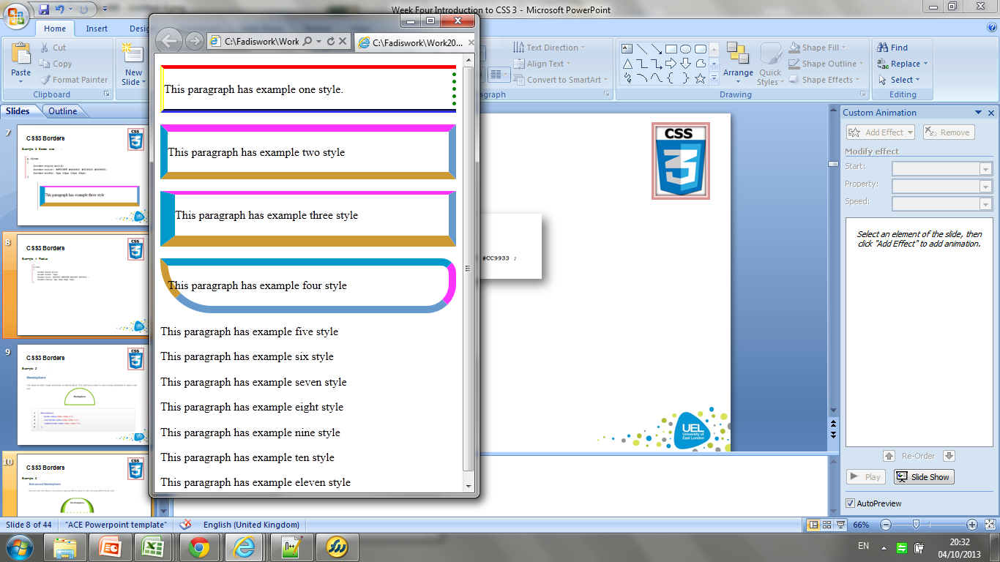 Week Four Introduction to CSS 3 - Microsoft PowerPoint
Home
Insert
Desig
Cut
Copy
Format Painter
Paste
Clipboard
New
Slide
Text Direction
Align Text
Convert to SmartArt
agraph
Arrange
Quick
Styles
Shape Fill
Shape Outline
Shape Effects
Drawing
Find
Replace
Select
Editing
Slides
Outline
7
CSS3 Borders
CSS
This paragraph has example three style
8
CSS3 Borders
CSS
9
CSS3 Borders
CSS
Hemisphere
10
CSS3 Borders
CSS
Advanced Hemisphere
C:\Fadiswork\Work
C:\Fadiswork\Work20...
This paragraph has example one style.
This paragraph has example two style
This paragraph has example three style
This paragraph has example four style
This paragraph has example five style
This paragraph has example six style
This paragraph has example seven style
This paragraph has example eight style
This paragraph has example nine style
This paragraph has example ten style
This paragraph has example eleven style
CSS
3
#CC9933 ;
UEL
University of
East London
Custom Animation
Add Effect
Remove
Modify effect
Start:
Property:
Speed:
Select an element of the slide, then
click "Add Effect" to add animation.
Re-Order
Play
Slide Show
AutoPreview
Slide 8 of 44
"ACE Powerpoint template"
English (United Kingdom)
66%
EN
20:32
04/10/2013